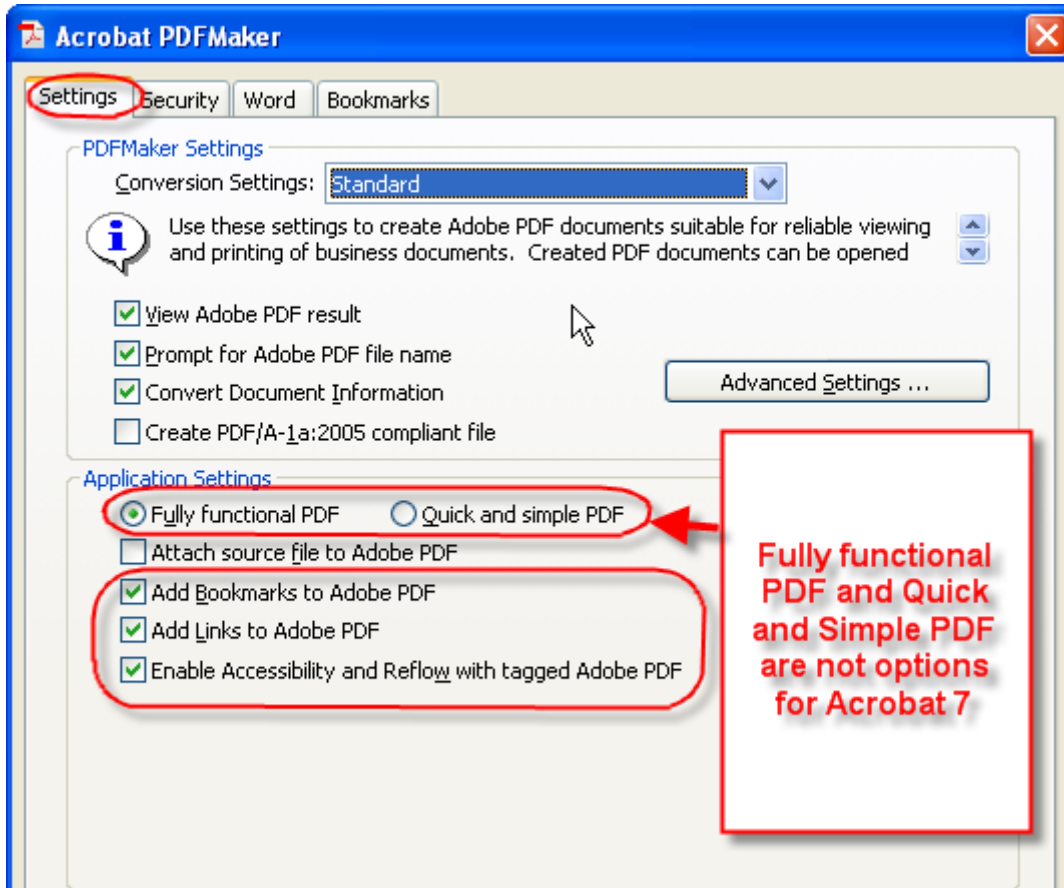 Acrobat PDFMaker
Settings Security Word Bookmarks
PDFMaker Settings
Conversion Settings: Standard
Use these settings to create Adobe PDF documents suitable for reliable viewing
and printing of business documents. Created PDF documents can be opened
View Adobe PDF result
Prompt for Adobe PDF file name
Convert Document Information
Advanced Settings ...
Create PDF/A-1a:2005 compliant file
Application Settings
Fully functional PDF Quick and simple PDF
Attach source file to Adobe PDF
Add Bookmarks to Adobe PDF
Add Links to Adobe PDF
Enable Accessibility and Reflow with tagged Adobe PDF
Fully functional
PDF and Quick
and Simple PDF
are not options
for Acrobat 7